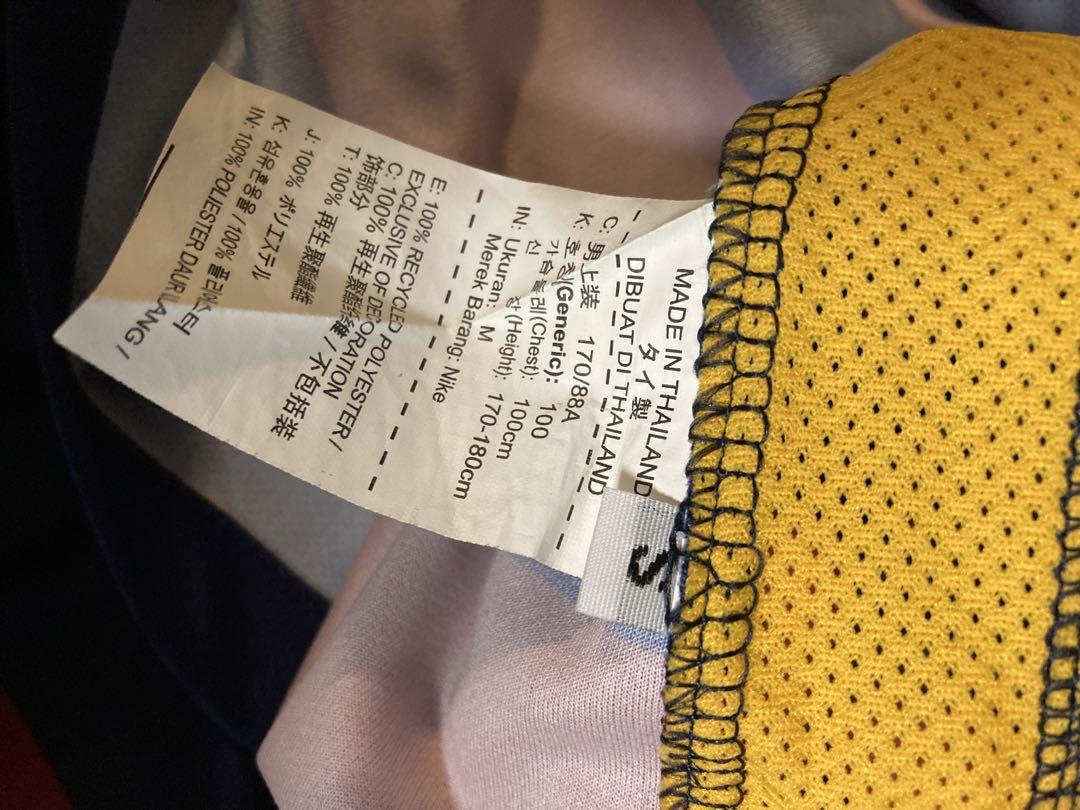 MADE IN THAILAND
タイ製
DIBUAT DI THAILAND
C: 男上装 170/88A
K: 호칭(Generic): 100
가슴둘레(Chest): 100cm
신장(Height): 170-180cm
IN: Ukuran: M
Merek Barang: Nike
E: 100% RECYCLED POLYESTER /
EXCLUSIVE OF DECORATION
C: 100% 再生聚酯纤维 / 不包括装
饰部分
T: 100% 再生聚酯纖維
J: 100% ポリエステル
K: 섬유혼용율 / 100% 폴리에스터
IN: 100% POLIESTER DAUR ULANG /